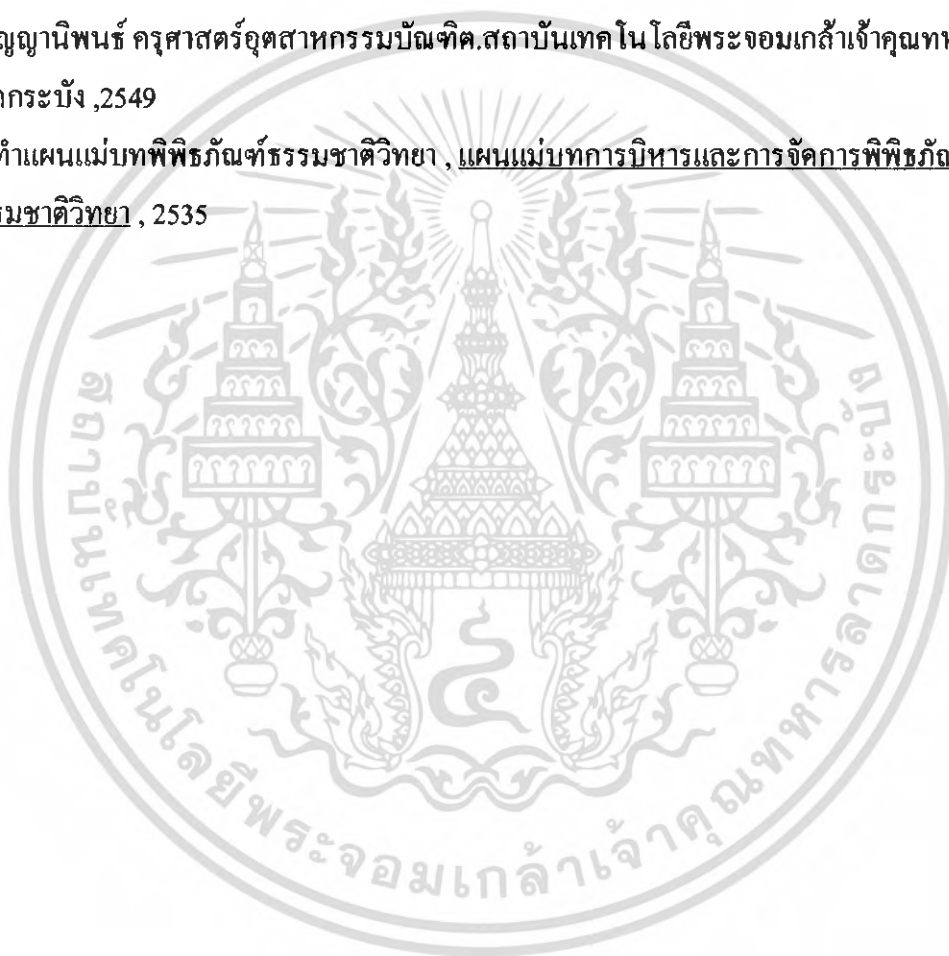 ญญานิพนธ์ ครุศาสตร์อุตสาหกรรมบัณฑิต.สถาบันเทคโนโลยีพระจอมเกล้าเจ้าคุณทห
ากระบัง ,2549
ทำแผนแม่บทพิพิธภัณฑ์ธรรมชาติวิทยา , แผนแม่บทการบิหารและการจัดการพิพิธภัณ
รมชาติวิทยา , 2535
สถาบันเทคโนโลยีพระจอมเกล้าเจ้าคุณทหารลาดกระบัง